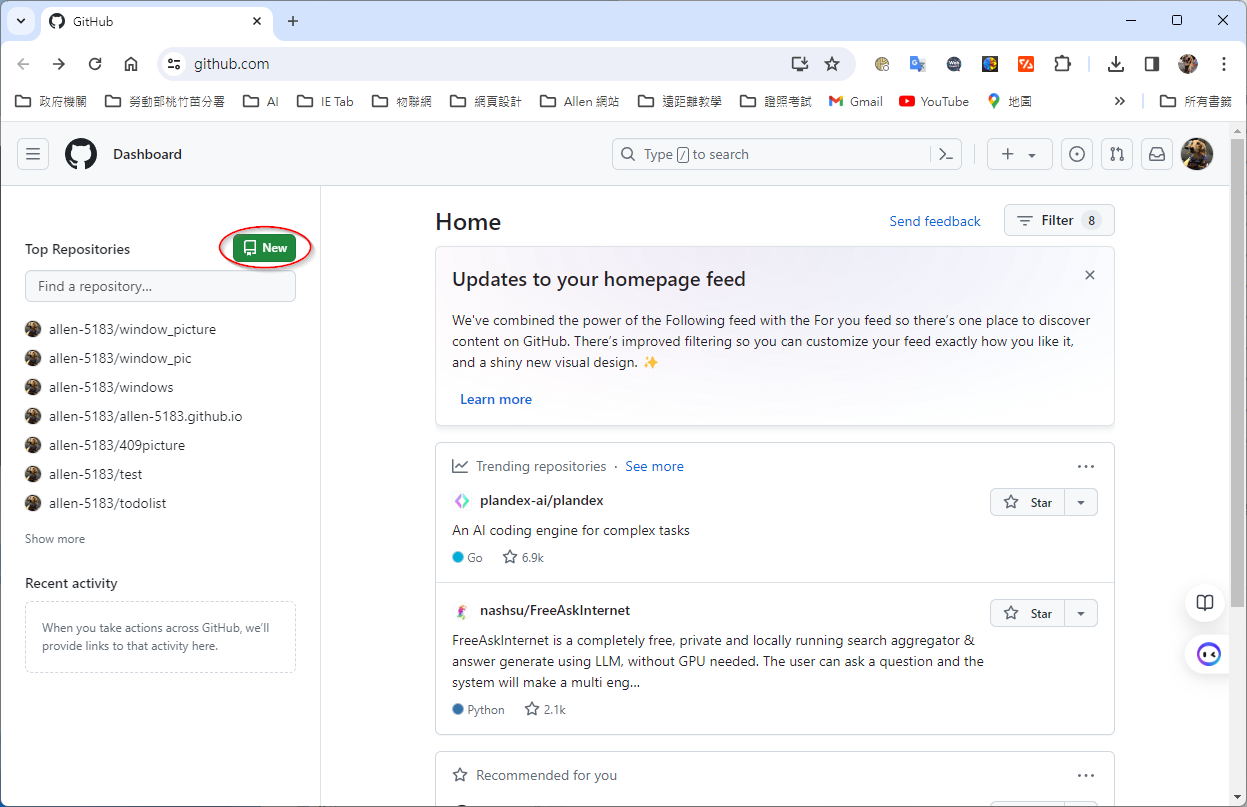 GitHub
github.com
政府機關
勞動部桃竹苗分署
AI
IE Tab
物聯網
網頁設計
Allen 網站
遠距離教學
證照考試
Gmail
YouTube
地圖
所有書籤
Dashboard
Type / to search
Top Repositories
New
Find a repository...
allen-5183/window_picture
allen-5183/window_pic
allen-5183/windows
allen-5183/allen-5183.github.io
allen-5183/409picture
allen-5183/test
allen-5183/todolist
Show more
Recent activity
When you take actions across GitHub, we'll
provide links to that activity here.
Home
Send feedback
Filter 8
Updates to your homepage feed
We've combined the power of the Following feed with the For you feed so there's one place to discover
content on GitHub. There's improved filtering so you can customize your feed exactly how you like it,
and a shiny new visual design. ✨
Learn more
Trending repositories · See more
plandex-ai/plandex
Star
An AI coding engine for complex tasks
Go 6.9k
nashsu/FreeAskInternet
Star
FreeAskInternet is a completely free, private and locally running search aggregator &
answer generate using LLM, without GPU needed. The user can ask a question and the
system will make a multi eng...
Python 2.1k
Recommended for you